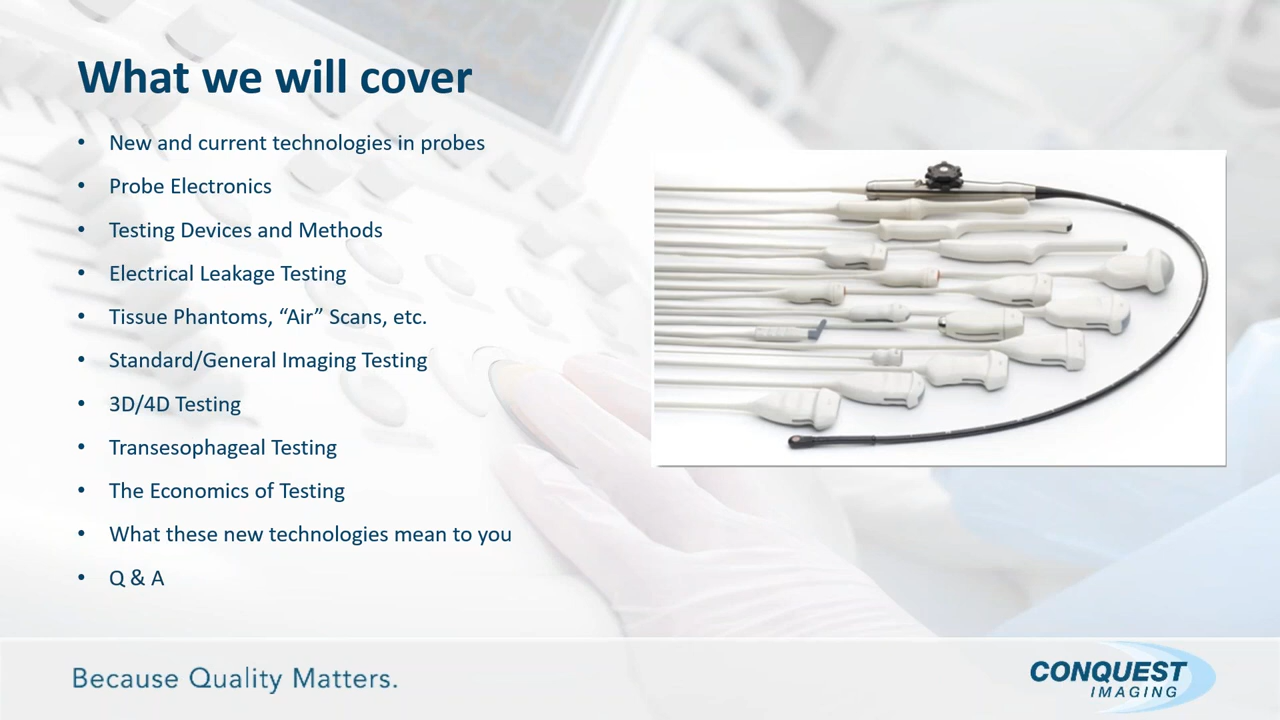 What we will cover
• New and current technologies in probes
• Probe Electronics
• Testing Devices and Methods
• Electrical Leakage Testing
• Tissue Phantoms, “Air” Scans, etc.
• Standard/General Imaging Testing
• 3D/4D Testing
• Transesophageal Testing
• The Economics of Testing
• What these new technologies mean to you
• Q & A
Because Quality Matters.
CONQUEST
IMAGING